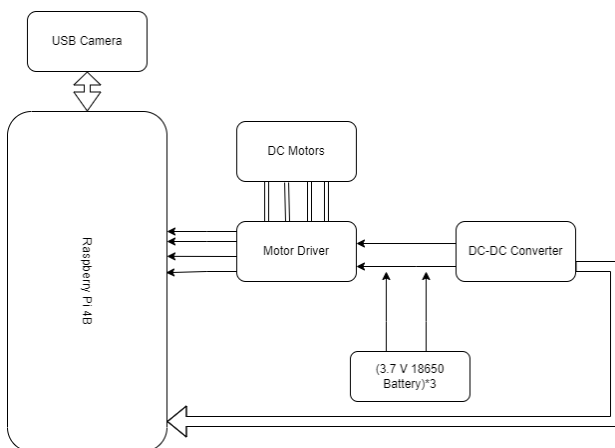 USB Camera
DC Motors
Raspberry Pi 4B
Motor Driver
DC-DC Converter
(3.7 V 18650
Battery)*3